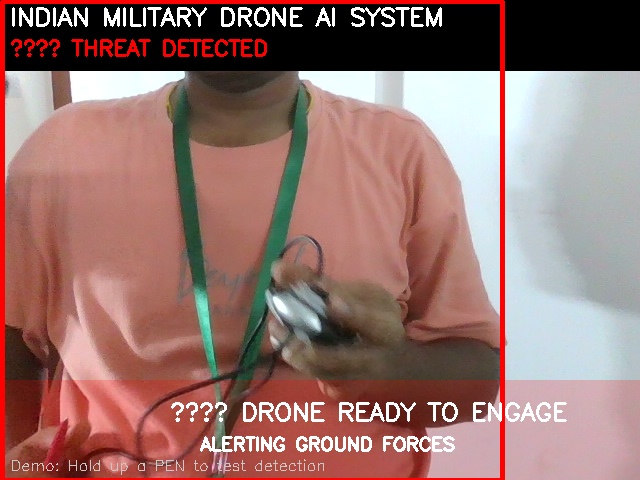 INDIAN MILITARY DRONE AI SYSTEM
???? THREAT DETECTED
???? DRONE READY TO ENGAGE
ALERTING GROUND FORCES
Demo: Hold up a PEN to test detection